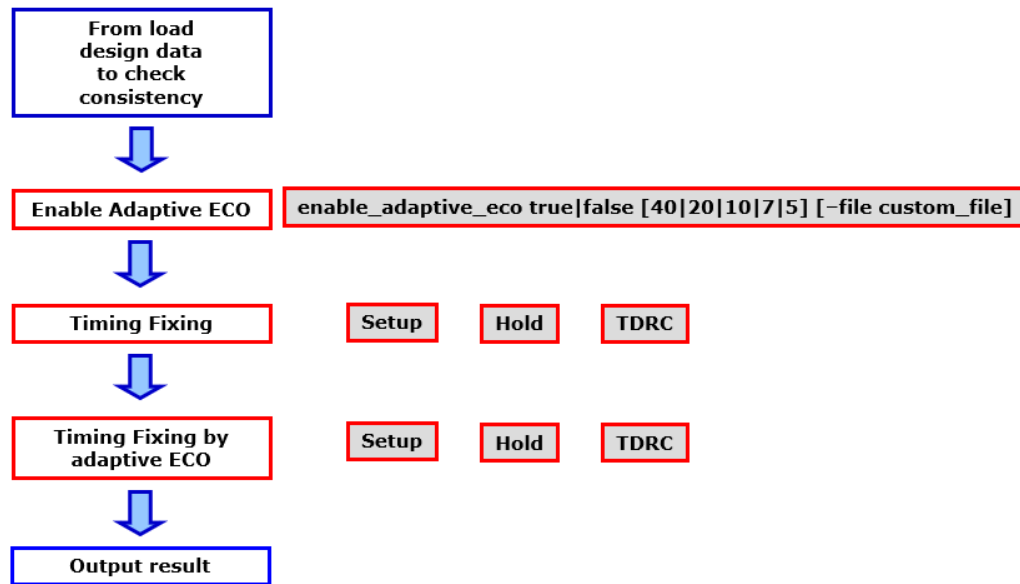 From load
design data
to check
consistency
Enable Adaptive ECO
enable_adaptive_eco true|false [40|20|10|7|5] [–file custom_file]
Timing Fixing
Setup
Hold
TDRC
Timing Fixing by
adaptive ECO
Setup
Hold
TDRC
Output result